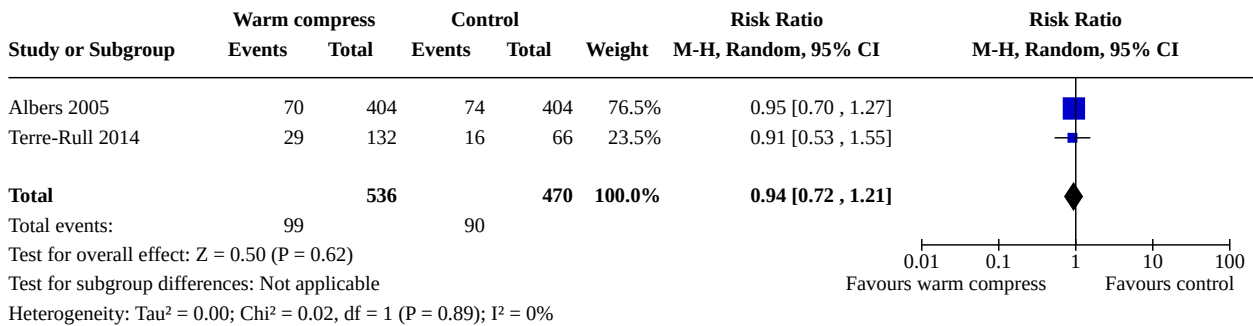 Warm compress Control Risk Ratio Risk Ratio
Study or Subgroup Events Total Events Total Weight M-H, Random, 95% CI M-H, Random, 95% CI
Albers 2005 70 404 74 404 76.5% 0.95 [0.70 , 1.27]
Terre-Rull 2014 29 132 16 66 23.5% 0.91 [0.53 , 1.55]
Total 536 470 100.0% 0.94 [0.72 , 1.21]
Total events: 99 90
Test for overall effect: Z = 0.50 (P = 0.62)
0.01 0.1 1 10 100
Test for subgroup differences: Not applicable
Favours warm compress Favours control
Heterogeneity: Tau² = 0.00; Chi² = 0.02, df = 1 (P = 0.89); I² = 0%